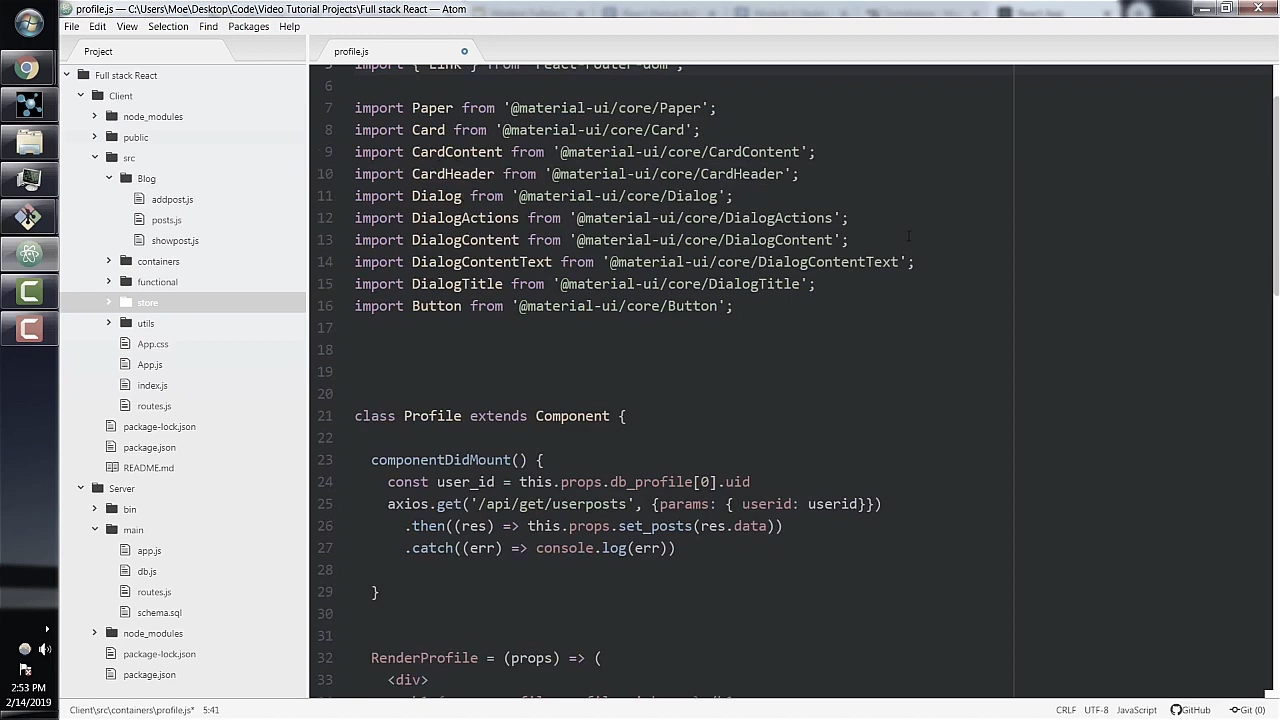 profile.js — C:\Users\Moe\Desktop\Code\Video Tutorial Projects\Full stack React — Atom
File Edit View Selection Find Packages Help
Project
profile.js
Full stack React
Client
node_modules
public
src
Blog
addpost.js
posts.js
showpost.js
containers
functional
store
utils
App.css
App.js
index.js
routes.js
package-lock.json
package.json
README.md
Server
bin
main
app.js
db.js
routes.js
schema.sql
node_modules
package-lock.json
package.json
5 import { Link } from 'react-router-dom';
6
7 import Paper from '@material-ui/core/Paper';
8 import Card from '@material-ui/core/Card';
9 import CardContent from '@material-ui/core/CardContent';
10 import CardHeader from '@material-ui/core/CardHeader';
11 import Dialog from '@material-ui/core/Dialog';
12 import DialogActions from '@material-ui/core/DialogActions';
13 import DialogContent from '@material-ui/core/DialogContent';
14 import DialogContentText from '@material-ui/core/DialogContentText';
15 import DialogTitle from '@material-ui/core/DialogTitle';
16 import Button from '@material-ui/core/Button';
17
18
19
20
21 class Profile extends Component {
22
23 componentDidMount() {
24 const user_id = this.props.db_profile[0].uid
25 axios.get('/api/get/userposts', {params: { userid: userid}})
26 .then((res) => this.props.set_posts(res.data))
27 .catch((err) => console.log(err))
28
29 }
30
31
32 RenderProfile = (props) => (
33 <div>
2:53 PM
2/14/2019
Client\src\containers\profile.js* 5:41
CRLF UTF-8 JavaScript GitHub Git (0)